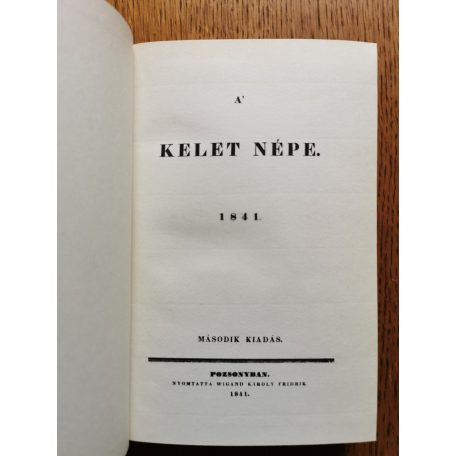 A'
KELET NÉPE.
1841.
MÁSODIK KIADÁS.
POZSONYBAN.
NYOMTATTA WIGAND KÁROLY FRIDRIK.
1841.